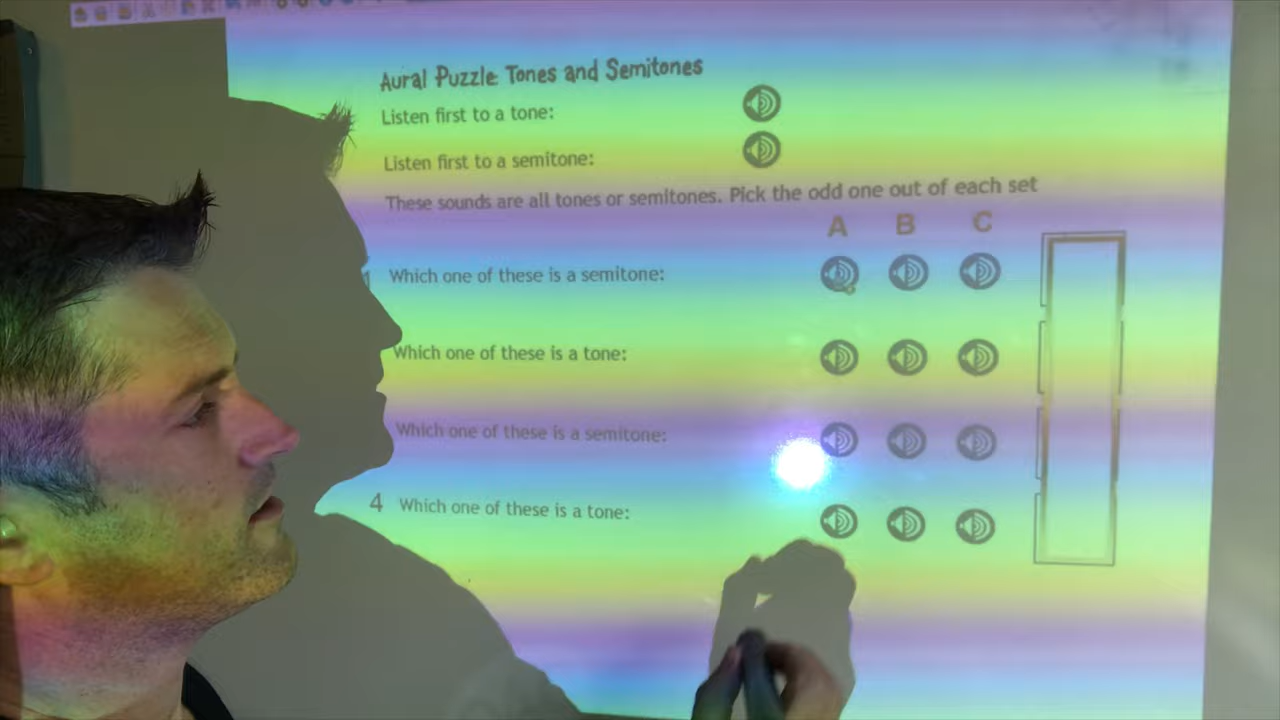 Aural Puzzle: Tones and Semitones
Listen first to a tone:
Listen first to a semitone:
These sounds are all tones or semitones. Pick the odd one out of each set
A B C
1 Which one of these is a semitone:
Which one of these is a tone:
Which one of these is a semitone:
4 Which one of these is a tone: